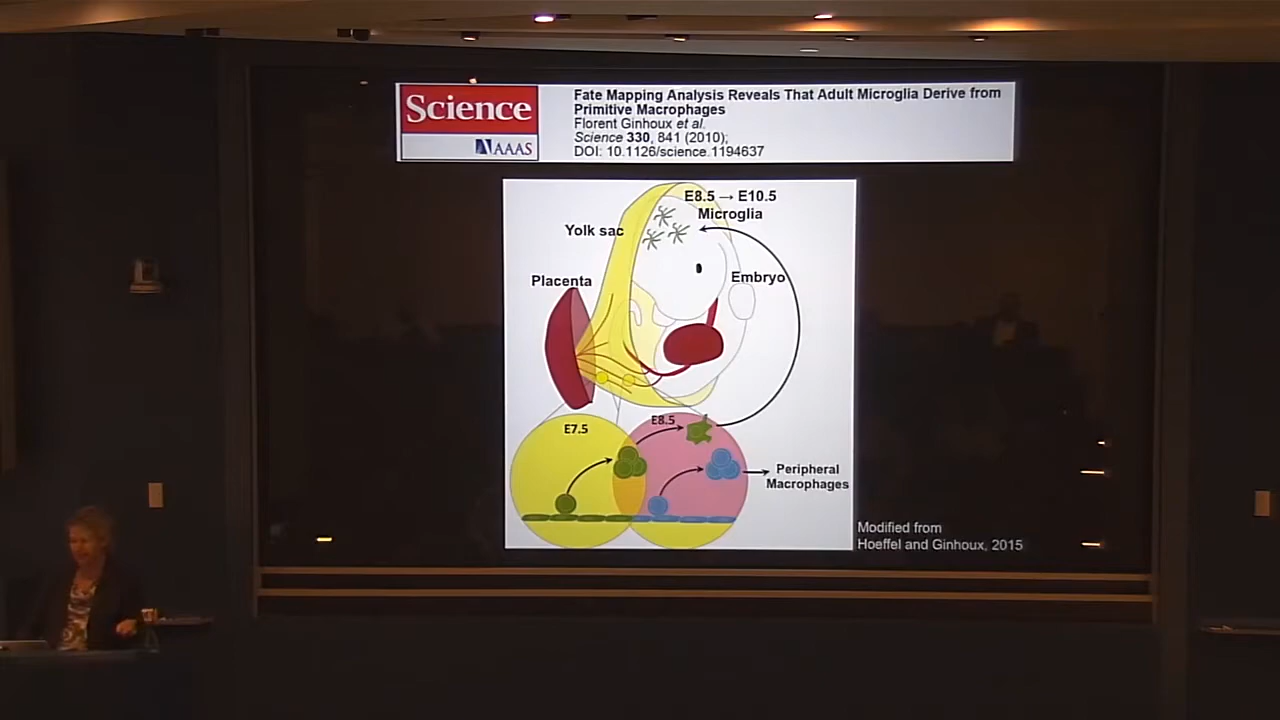 Science
AAAS
Fate Mapping Analysis Reveals That Adult Microglia Derive from
Primitive Macrophages
Florent Ginhoux et al.
Science 330, 841 (2010);
DOI: 10.1126/science.1194637
E8.5 → E10.5
Microglia
Yolk sac
Placenta
Embryo
E7.5
E8.5
Peripheral
Macrophages
Modified from
Hoeffel and Ginhoux, 2015